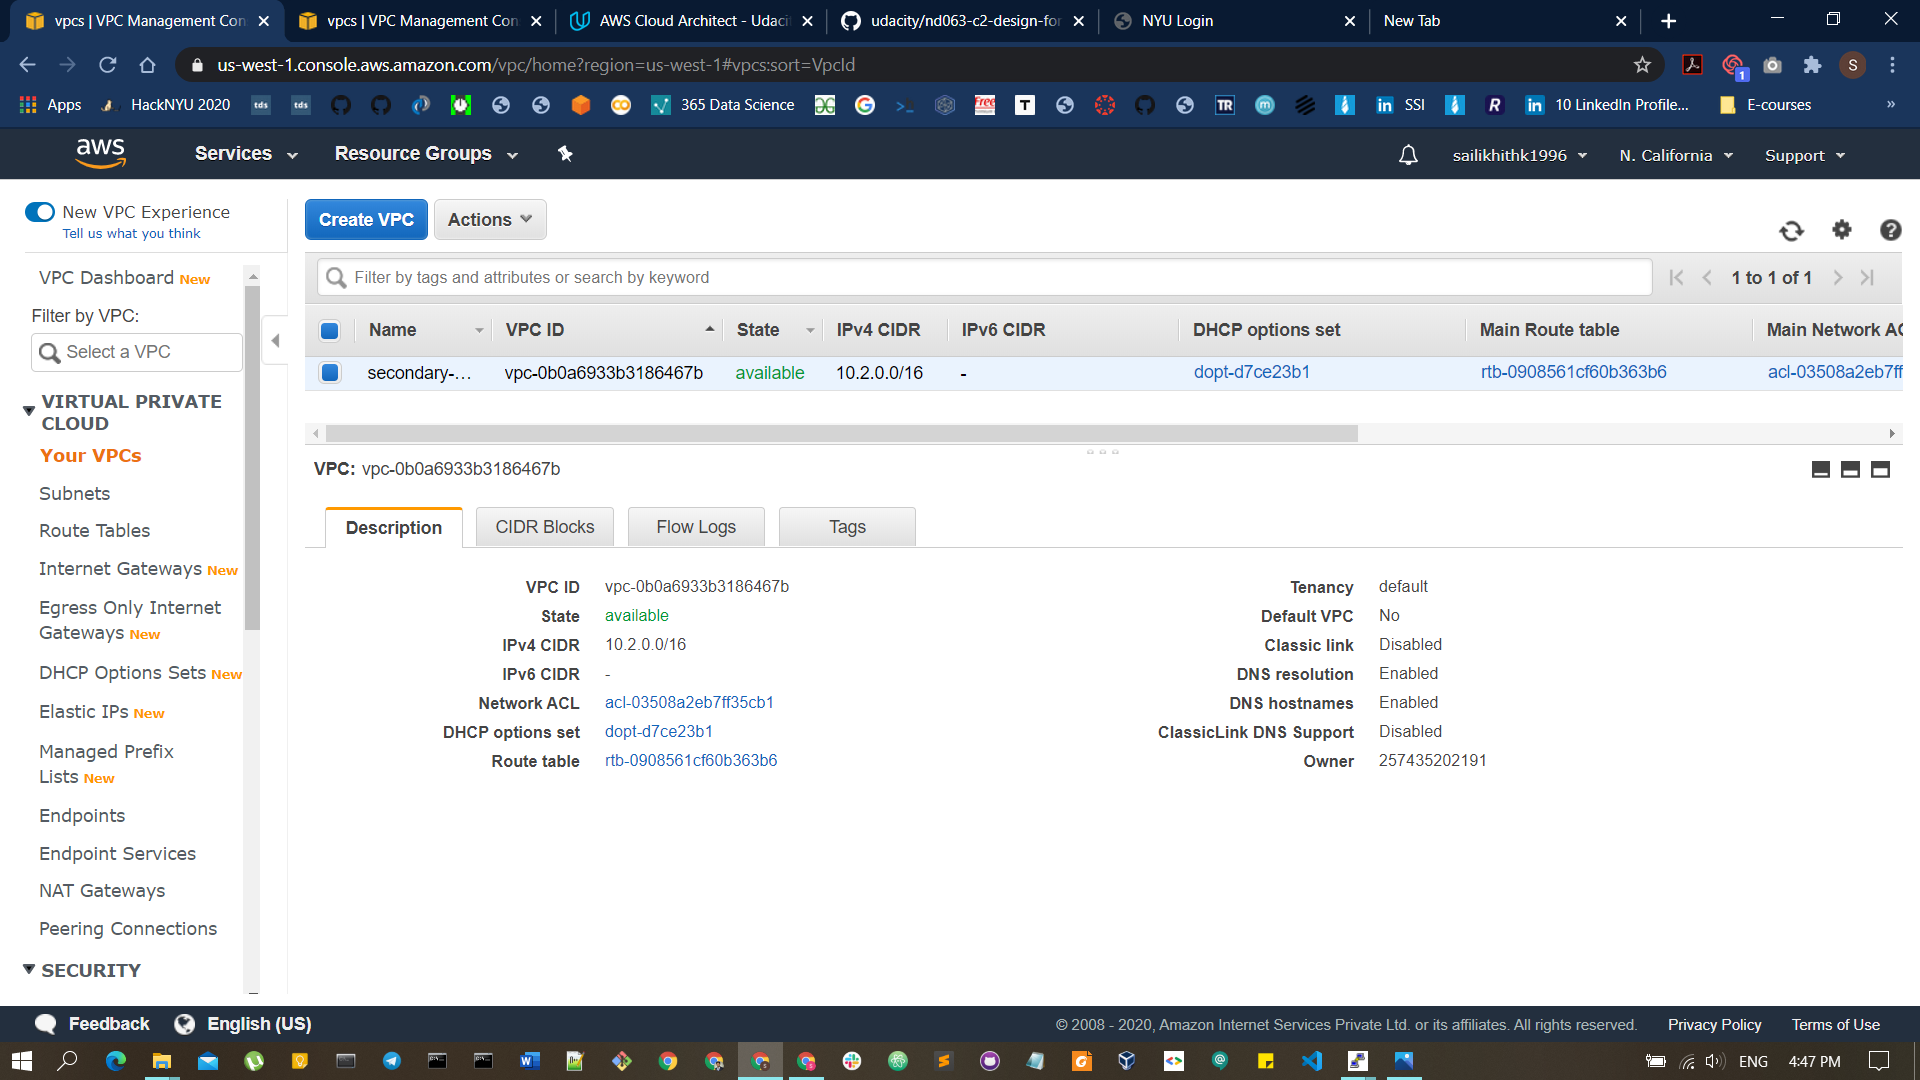 vpcs | VPC Management Con
vpcs | VPC Management Con
AWS Cloud Architect - Udaci
udacity/nd063-c2-design-for
NYU Login
New Tab
us-west-1.console.aws.amazon.com/vpc/home?region=us-west-1#vpcs:sort=VpcId
1
S
Apps
HackNYU 2020
tds
tds
365 Data Science
Free
T
TR
m
in SSI
R
in 10 LinkedIn Profile...
E-courses
»
aws
Services
Resource Groups
sailikhithk1996
N. California
Support
New VPC Experience
Tell us what you think
Create VPC
Actions
VPC Dashboard New
Filter by VPC:
Select a VPC
VIRTUAL PRIVATE
CLOUD
Your VPCs
Subnets
Route Tables
Internet Gateways New
Egress Only Internet
Gateways New
DHCP Options Sets New
Elastic IPs New
Managed Prefix
Lists New
Endpoints
Endpoint Services
NAT Gateways
Peering Connections
SECURITY
Filter by tags and attributes or search by keyword
1 to 1 of 1
Name VPC ID State IPv4 CIDR IPv6 CIDR DHCP options set Main Route table Main Network AC
secondary-... vpc-0b0a6933b3186467b available 10.2.0.0/16 - dopt-d7ce23b1 rtb-0908561cf60b363b6 acl-03508a2eb7ff
VPC: vpc-0b0a6933b3186467b
Description
CIDR Blocks
Flow Logs
Tags
VPC ID vpc-0b0a6933b3186467b
State available
IPv4 CIDR 10.2.0.0/16
IPv6 CIDR -
Network ACL acl-03508a2eb7ff35cb1
DHCP options set dopt-d7ce23b1
Route table rtb-0908561cf60b363b6
Tenancy default
Default VPC No
Classic link Disabled
DNS resolution Enabled
DNS hostnames Enabled
ClassicLink DNS Support Disabled
Owner 257435202191
Feedback
English (US)
© 2008 - 2020, Amazon Internet Services Private Ltd. or its affiliates. All rights reserved.
Privacy Policy
Terms of Use
ENG
4:47 PM